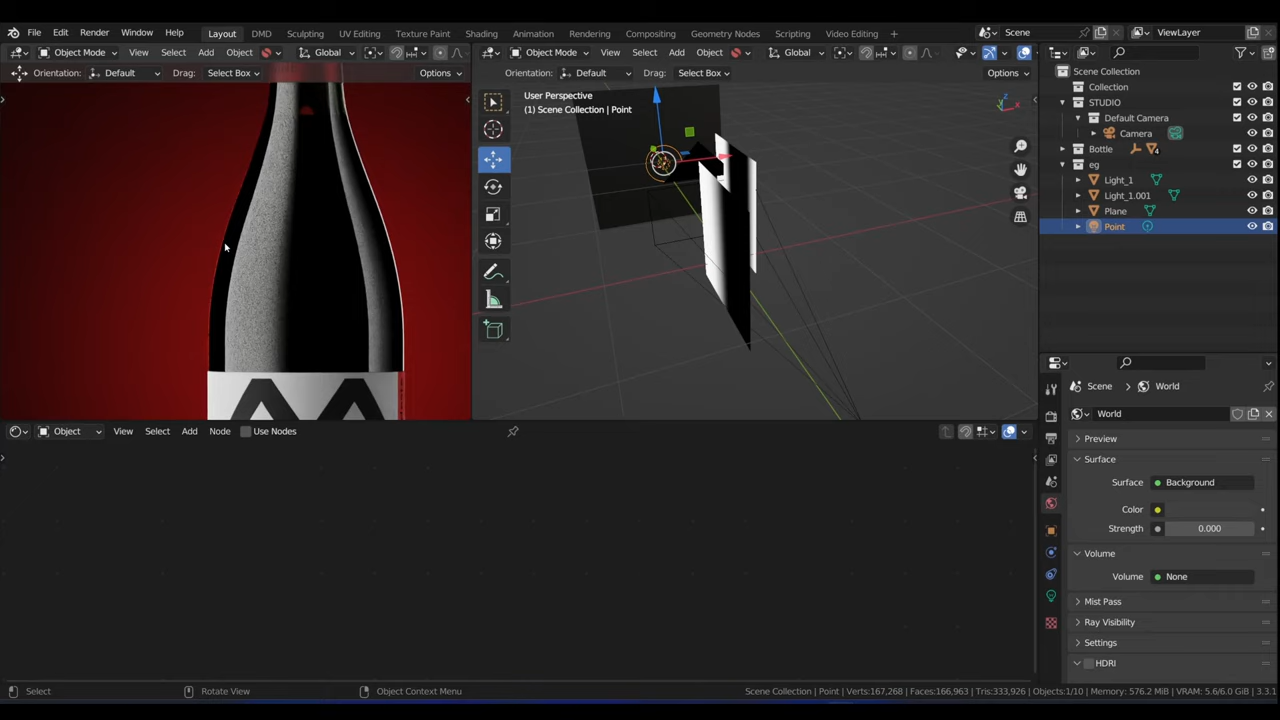 File Edit Render Window Help Layout DMD Sculpting UV Editing Texture Paint Shading Animation Rendering Compositing Geometry Nodes Scripting Video Editing + Scene ViewLayer
Object Mode View Select Add Object Global Object Mode View Select Add Object Global
Orientation: Default Drag: Select Box Options Orientation: Default Drag: Select Box Options
User Perspective
(1) Scene Collection | Point
Z
Y
X
Scene Collection
Collection
STUDIO
Default Camera
Camera
Bottle 4
eg
Light_1
Light_1.001
Plane
Point
Scene World
World
Preview
Surface
Surface Background
Color
Strength 0.000
Volume
Volume None
Mist Pass
Ray Visibility
Settings
HDRI
Object View Select Add Node Use Nodes
Select Rotate View Object Context Menu Scene Collection | Point | Verts:167,268 | Faces:166,963 | Tris:333,926 | Objects:1/10 | Memory: 576.2 MiB | VRAM: 5.6/6.0 GiB | 3.3.1